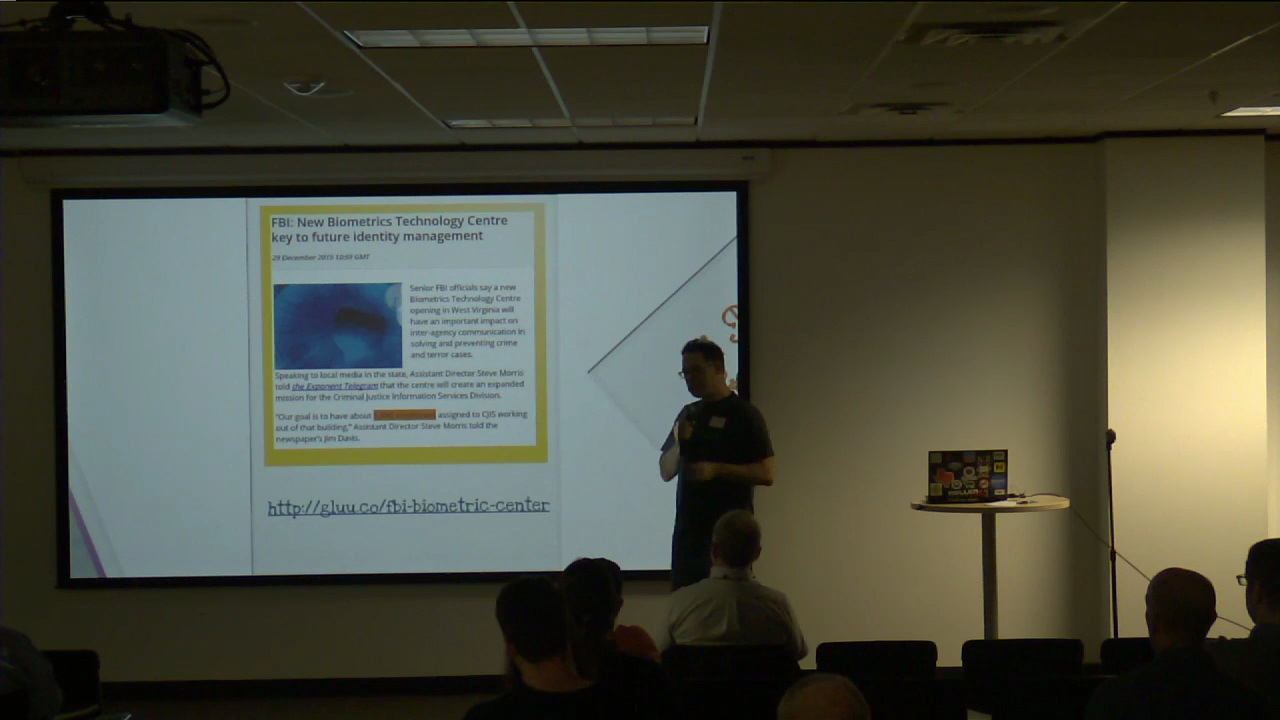 FBI: New Biometrics Technology Centre
key to future identity management
29 December 2015 10:59 GMT
Senior FBI officials say a new
Biometrics Technology Centre
opening in West Virginia will
have an important impact on
inter-agency communication in
solving and preventing crime
and terror cases.
Speaking to local media in the state, Assistant Director Steve Morris
told the Exponent Telegram that the centre will create an expanded
mission for the Criminal Justice Information Services Division.
"Our goal is to have about assigned to CJIS working
out of that building," Assistant Director Steve Morris told the
newspaper's Jim Davis.
http://gluu.co/fbi-biometric-center